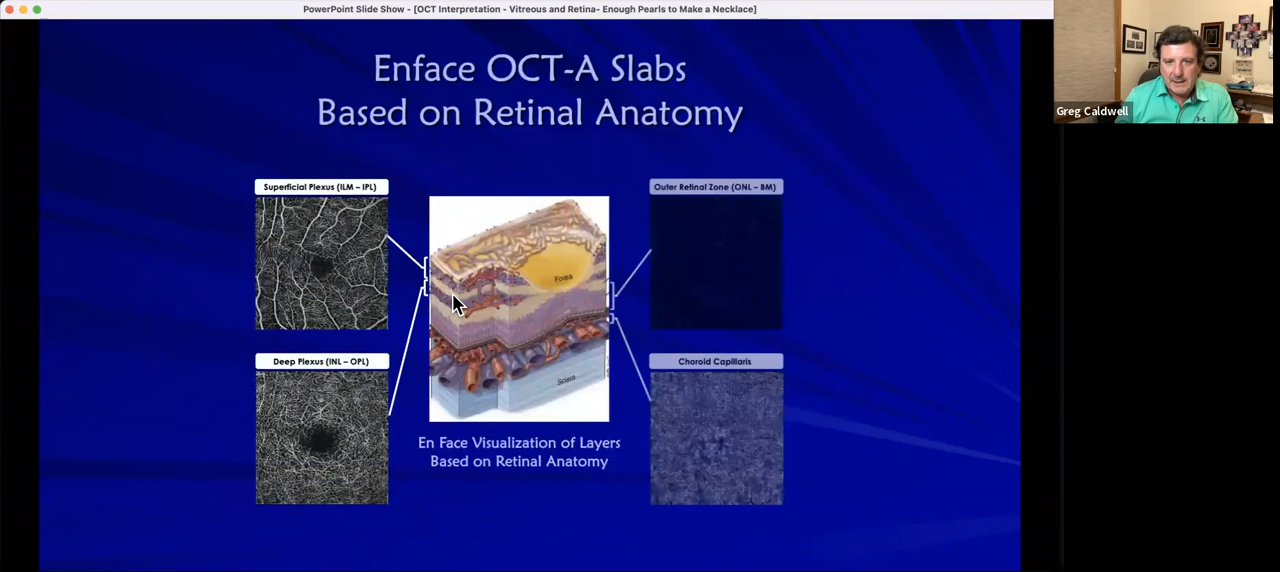 PowerPoint Slide Show - [OCT Interpretation - Vitreous and Retina- Enough Pearls to Make a Necklace]
Enface OCT-A Slabs
Based on Retinal Anatomy
Superficial Plexus (ILM – IPL)
Outer Retinal Zone (ONL – BM)
Fovea
Deep Plexus (INL – OPL)
Choroid Capillaris
Sclera
En Face Visualization of Layers
Based on Retinal Anatomy
Greg Caldwell